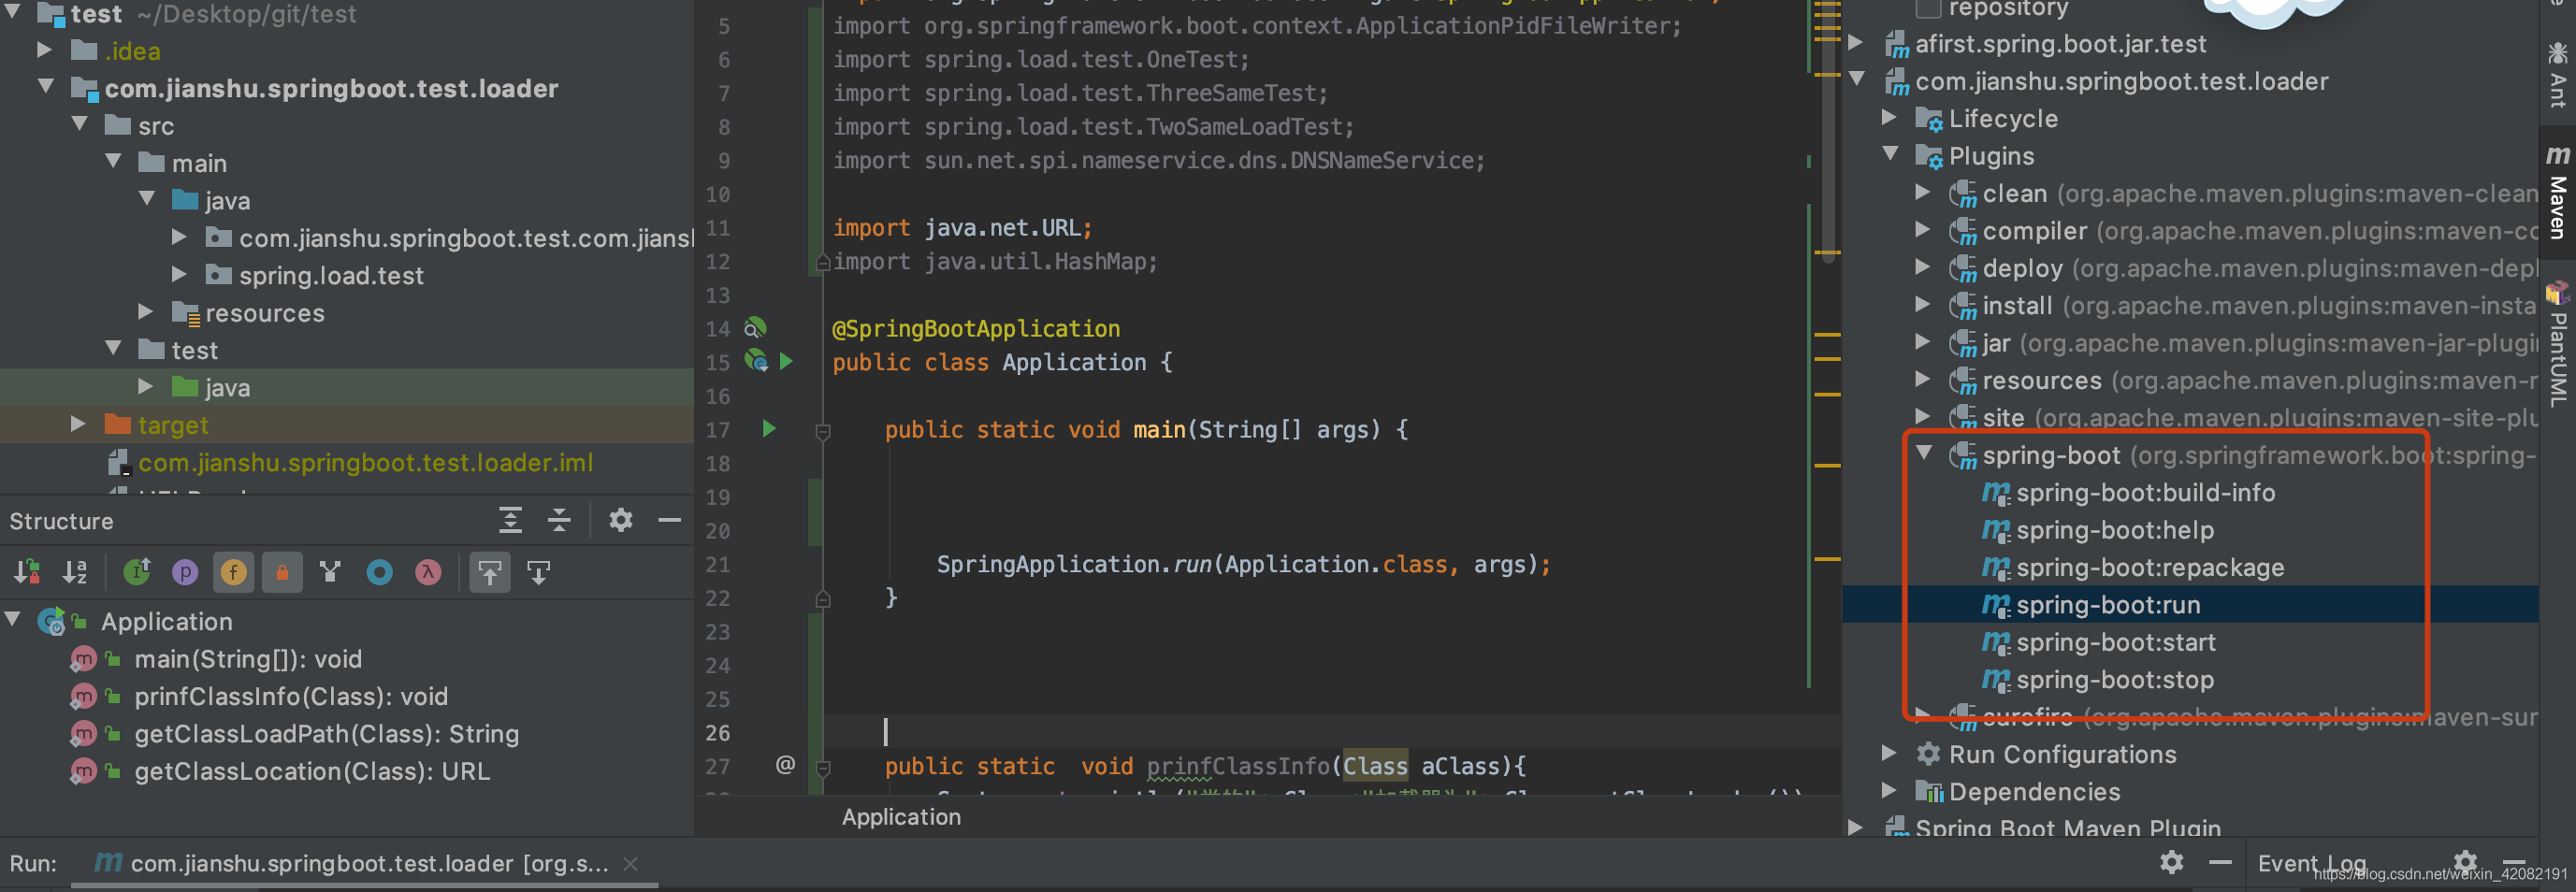 test ~/Desktop/git/test
.idea
com.jianshu.springboot.test.loader
src
main
java
com.jianshu.springboot.test.com.jiansh
spring.load.test
resources
test
java
target
com.jianshu.springboot.test.loader.iml
Structure
Application
main(String[]): void
prinfClassInfo(Class): void
getClassLoadPath(Class): String
getClassLocation(Class): URL
5 import org.springframework.boot.context.ApplicationPidFileWriter;
6 import spring.load.test.OneTest;
7 import spring.load.test.ThreeSameTest;
8 import spring.load.test.TwoSameLoadTest;
9 import sun.net.spi.nameservice.dns.DNSNameService;
10
11 import java.net.URL;
12 import java.util.HashMap;
13
14 @SpringBootApplication
15 public class Application {
16
17 public static void main(String[] args) {
18
19
20
21 SpringApplication.run(Application.class, args);
22 }
23
24
25
26
27 @ public static void prinfClassInfo(Class aClass){
Application
repository
afirst.spring.boot.jar.test
com.jianshu.springboot.test.loader
Lifecycle
Plugins
clean (org.apache.maven.plugins:maven-clean
compiler (org.apache.maven.plugins:maven-co
deploy (org.apache.maven.plugins:maven-depl
install (org.apache.maven.plugins:maven-insta
jar (org.apache.maven.plugins:maven-jar-plugi
resources (org.apache.maven.plugins:maven-r
site (org.apache.maven.plugins:maven-site-plu
spring-boot (org.springframework.boot:spring-
spring-boot:build-info
spring-boot:help
spring-boot:repackage
spring-boot:run
spring-boot:start
spring-boot:stop
surefire (org.apache.maven.plugins:maven-sur
Run Configurations
Dependencies
Spring Boot Maven Plugin
Ant
Maven
PlantUML
Run: com.jianshu.springboot.test.loader [org.s...
Event Log
https://blog.csdn.net/weixin_42082191